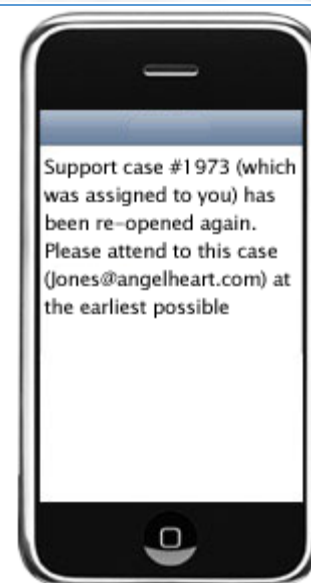 Support case #1973 (which
was assigned to you) has
been re-opened again.
Please attend to this case
(Jones@angelheart.com) at
the earliest possible